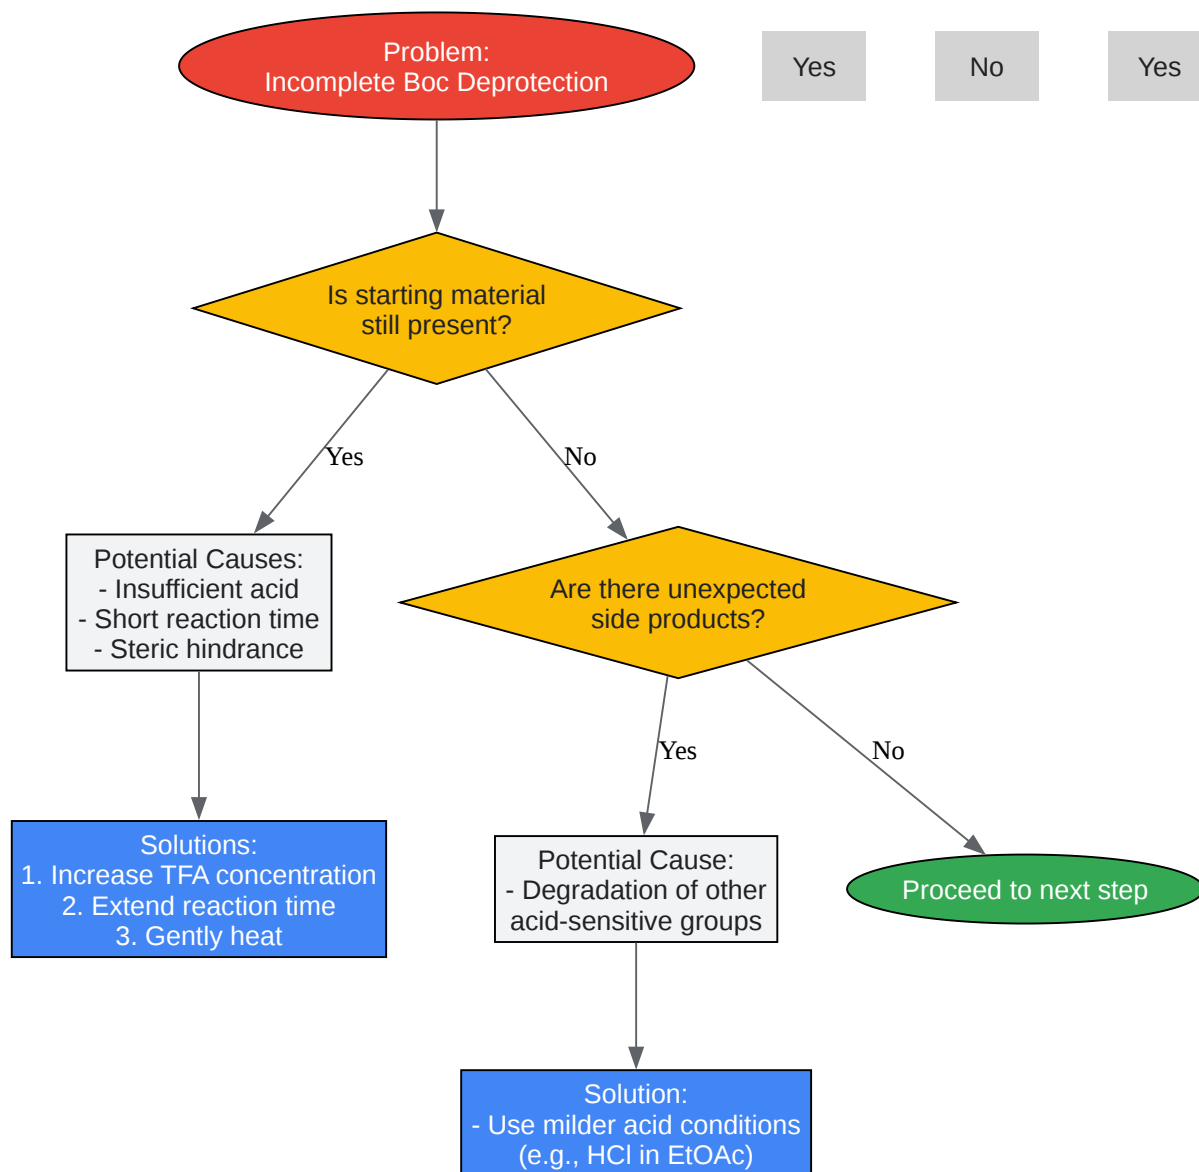 Problem:
Incomplete Boc Deprotection
Yes
No
Yes
Is starting material
still present?
Yes
No
Potential Causes:
- Insufficient acid
- Short reaction time
- Steric hindrance
Are there unexpected
side products?
Yes
No
Solutions:
1. Increase TFA concentration
2. Extend reaction time
3. Gently heat
Potential Cause:
- Degradation of other
acid-sensitive groups
Proceed to next step
Solution:
- Use milder acid conditions
(e.g., HCl in EtOAc)